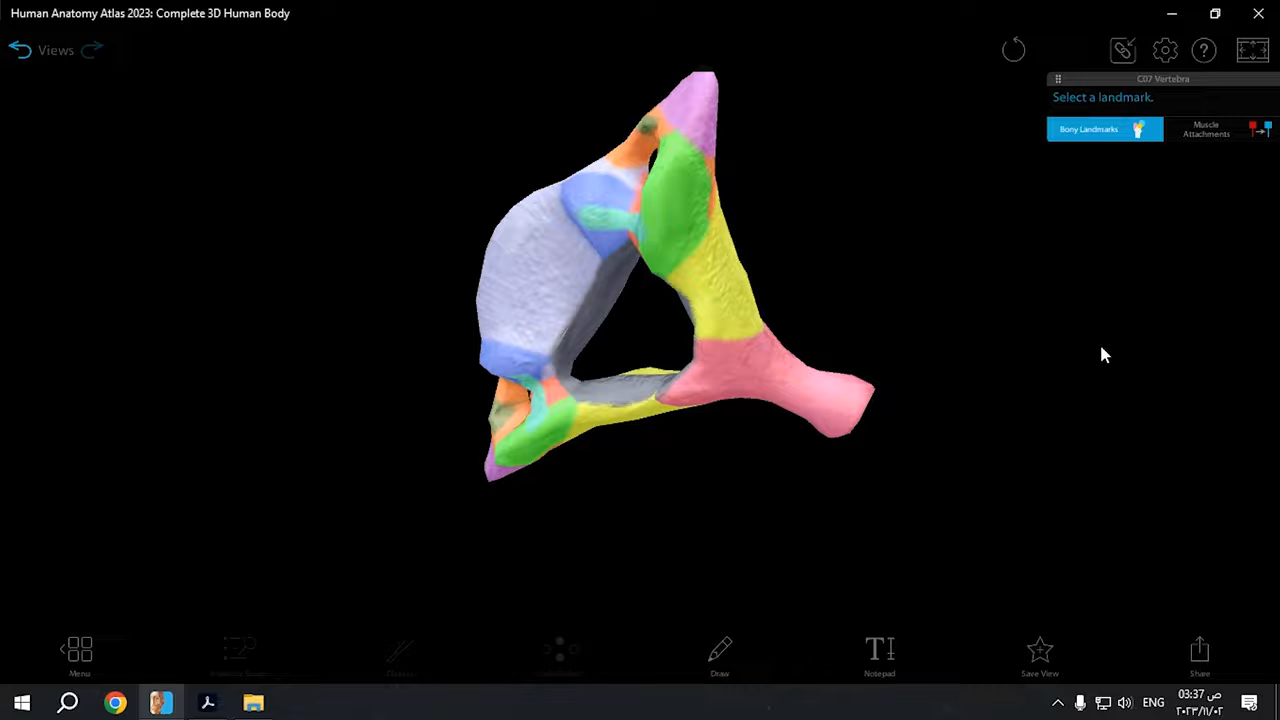 Human Anatomy Atlas 2023: Complete 3D Human Body
Views
C07 Vertebra
Select a landmark.
Bony Landmarks
Muscle
Attachments
Menu
Draw
Notepad
Save View
Share
ENG
03:37 ص
٢٠٢٣/١١/٠٢